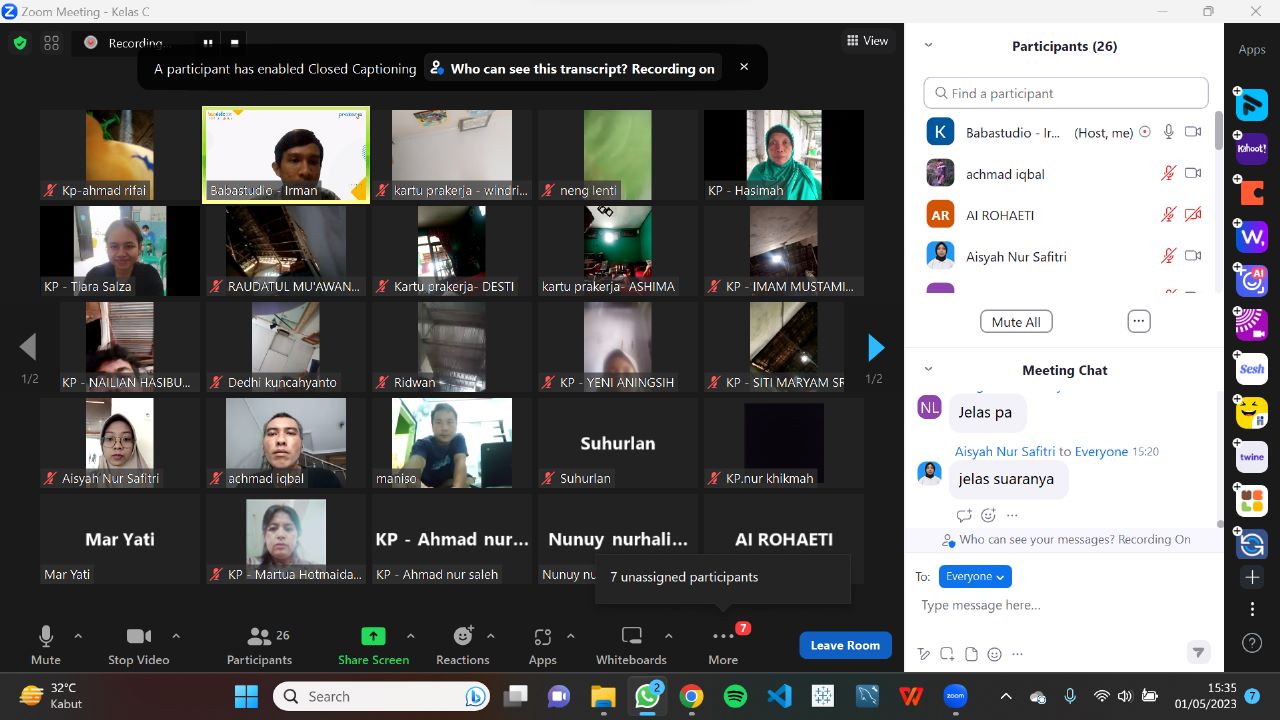 Zoom Meeting - Kelas C
Recording...
View
A participant has enabled Closed Captioning
Who can see this transcript? Recording on
Kp-ahmad rifai
Babastudio - Irman
kartu prakerja - windri...
neng lenti
KP - Hasimah
KP - Tiara Salza
RAUDATUL MU'AWAN...
Kartu prakerja- DESTI
kartu prakerja- ASHIMA
KP - IMAM MUSTAMI...
KP - NAILIAN HASIBU...
Dedhi kuncahyanto
Ridwan
KP - YENI ANINGSIH
KP - SITI MARYAM SF
1/2
1/2
Aisyah Nur Safitri
achmad iqbal
maniso
Suhurlan
Suhurlan
KP.nur khikmah
Mar Yati
Mar Yati
KP - Martua Hotmaida...
KP - Ahmad nur...
KP - Ahmad nur saleh
Nunuy nurhali...
Nunuy nu
AI ROHAETI
7 unassigned participants
Mute
Stop Video
26
Participants
Share Screen
Reactions
Apps
Whiteboards
7
More
Leave Room
Participants (26)
Find a participant
K
Babastudio - Ir...
(Host, me)
achmad iqbal
AR
AI ROHAETI
Aisyah Nur Safitri
Mute All
Meeting Chat
NL
Jelas pa
Aisyah Nur Safitri to Everyone 15:20
jelas suaranya
Who can see your messages? Recording On
To: Everyone
Type message here...
Apps
Kahoot!
W,
AI
Sesh
twine
32°C
Kabut
Search
2
zoom
15:35
01/05/2023
7